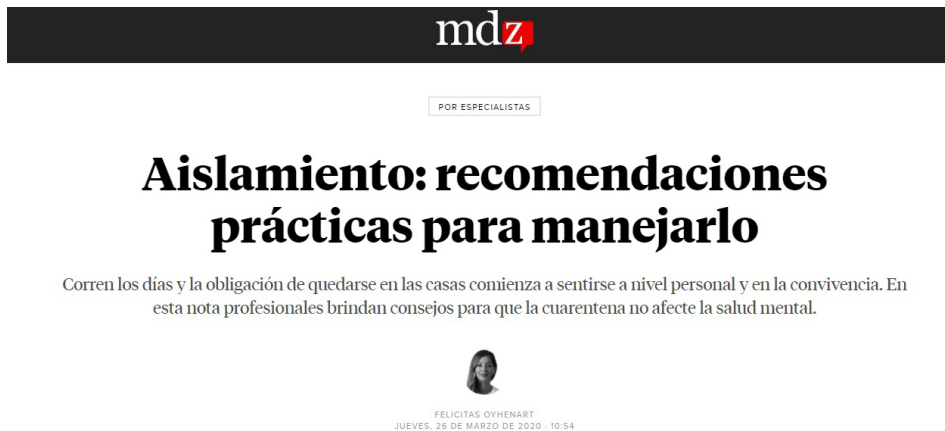 mdz
POR ESPECIALISTAS
Aislamiento: recomendaciones
prácticas para manejarlo
Corren los días y la obligación de quedarse en las casas comienza a sentirse a nivel personal y en la convivencia. En
esta nota profesionales brindan consejos para que la cuarentena no afecte la salud mental.
FELICITAS OYHENART
JUEVES, 26 DE MARZO DE 2020 · 10:54